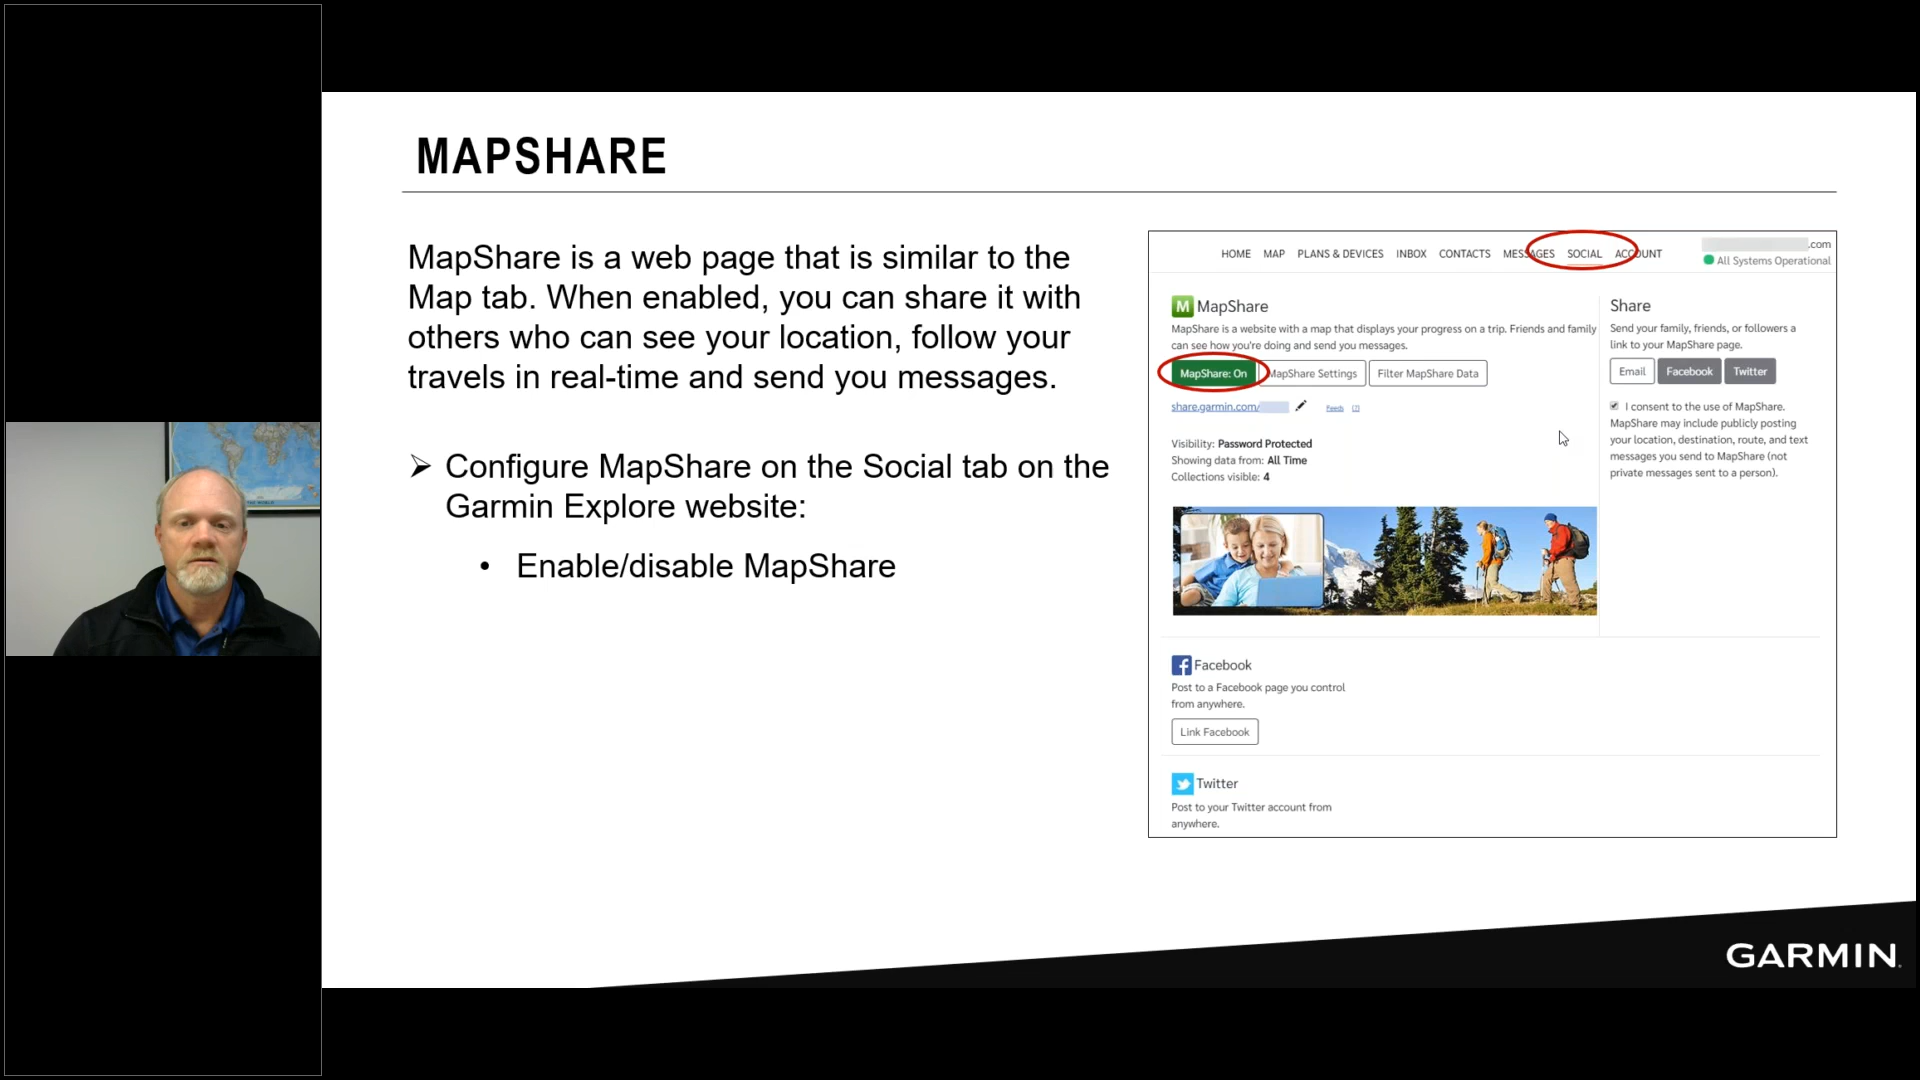 MAPSHARE
MapShare is a web page that is similar to the
Map tab. When enabled, you can share it with
others who can see your location, follow your
travels in real-time and send you messages.
➢ Configure MapShare on the Social tab on the
Garmin Explore website:
• Enable/disable MapShare
HOME MAP PLANS & DEVICES INBOX CONTACTS MESSAGES SOCIAL ACCOUNT
.com
All Systems Operational
M MapShare
MapShare is a website with a map that displays your progress on a trip. Friends and family
can see how you're doing and send you messages.
MapShare: On MapShare Settings Filter MapShare Data
share.garmin.com/ Feeds [?]
Visibility: Password Protected
Showing data from: All Time
Collections visible: 4
Share
Send your family, friends, or followers a
link to your MapShare page.
Email Facebook Twitter
I consent to the use of MapShare.
MapShare may include publicly posting
your location, destination, route, and text
messages you send to MapShare (not
private messages sent to a person).
Facebook
Post to a Facebook page you control
from anywhere.
Link Facebook
Twitter
Post to your Twitter account from
anywhere.
GARMIN